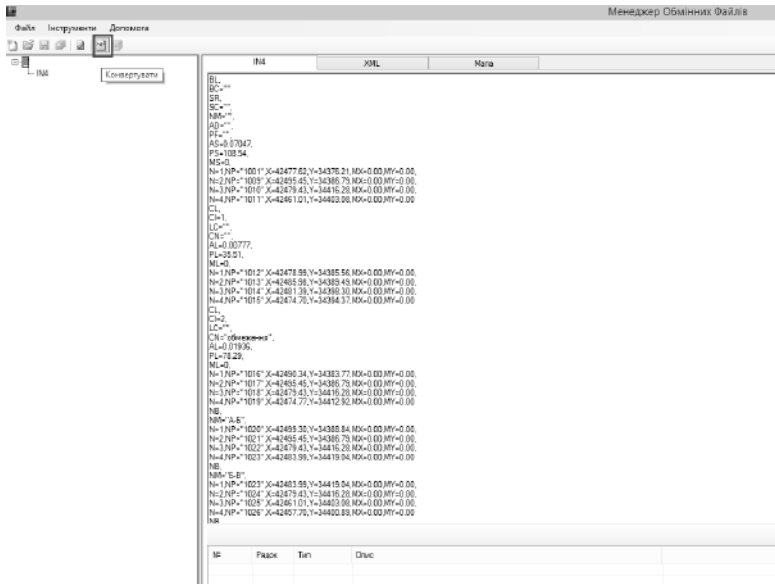 Менеджер Обмінних Файлів
Файл Інструменти Допомога
IN4
Конвертувати
IN4 XML Мапа
BL,
BC=""
SR,
SC="",
NM="",
AD="",
PF="",
AS=0.07047,
PS=108.54,
MS=0,
N=1,NP="1001",X=42477.62,Y=34376.21,MX=0.00,MY=0.00,
N=2,NP="1009",X=42495.45,Y=34386.79,MX=0.00,MY=0.00,
N=3,NP="1010",X=42479.43,Y=34416.28,MX=0.00,MY=0.00,
N=4,NP="1011",X=42461.01,Y=34403.08,MX=0.00,MY=0.00
CL,
CI=1,
LC="",
CN="",
AL=0.00777,
PL=35.51,
ML=0,
N=1,NP="1012",X=42478.99,Y=34385.56,MX=0.00,MY=0.00,
N=2,NP="1013",X=42485.98,Y=34389.49,MX=0.00,MY=0.00,
N=3,NP="1014",X=42481.39,Y=34398.30,MX=0.00,MY=0.00,
N=4,NP="1015",X=42474.70,Y=34394.37,MX=0.00,MY=0.00
CL,
CI=2,
LC="",
CN="обмеження",
AL=0.01936,
PL=78.29,
ML=0,
N=1,NP="1016",X=42490.34,Y=34383.77,MX=0.00,MY=0.00,
N=2,NP="1017",X=42495.45,Y=34386.79,MX=0.00,MY=0.00,
N=3,NP="1018",X=42479.43,Y=34416.28,MX=0.00,MY=0.00,
N=4,NP="1019",X=42474.77,Y=34412.92,MX=0.00,MY=0.00
NB,
NM="А-Б",
N=1,NP="1020",X=42499.30,Y=34388.84,MX=0.00,MY=0.00,
N=2,NP="1021",X=42495.45,Y=34386.79,MX=0.00,MY=0.00,
N=3,NP="1022",X=42479.43,Y=34416.28,MX=0.00,MY=0.00,
N=4,NP="1023",X=42483.99,Y=34419.04,MX=0.00,MY=0.00
NB,
NM="Б-В",
N=1,NP="1023",X=42483.99,Y=34419.04,MX=0.00,MY=0.00,
N=2,NP="1024",X=42479.43,Y=34416.28,MX=0.00,MY=0.00,
N=3,NP="1025",X=42461.01,Y=34403.08,MX=0.00,MY=0.00,
N=4,NP="1026",X=42457.70,Y=34400.89,MX=0.00,MY=0.00
NB,
№ Рядок Тип Опис